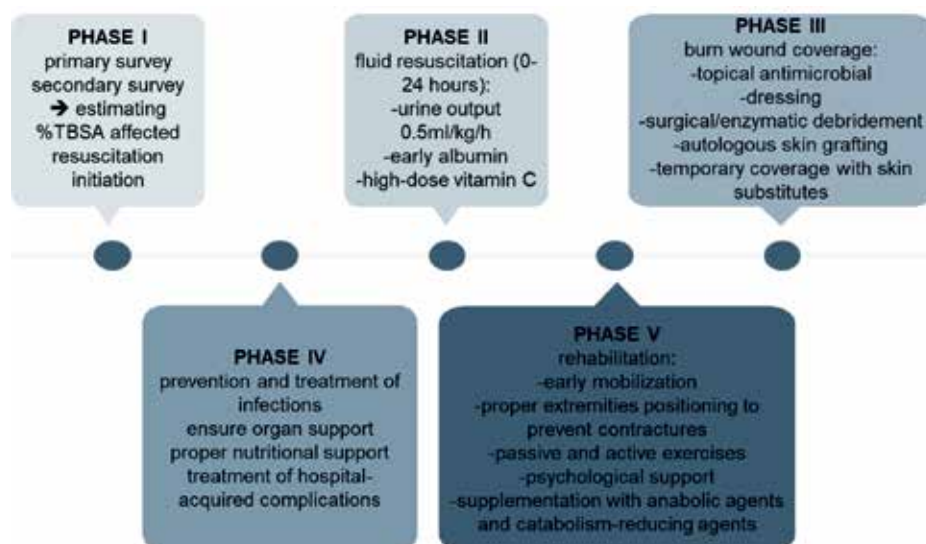 PHASE I
primary survey
secondary survey
➔ estimating
%TBSA affected
resuscitation
initiation
PHASE II
fluid resuscitation (0-
24 hours):
-urine output
0.5ml/kg/h
-early albumin
-high-dose vitamin C
PHASE III
burn wound coverage:
-topical antimicrobial
-dressing
-surgical/enzymatic debridement
-autologous skin grafting
-temporary coverage with skin
substitutes
PHASE IV
prevention and treatment of
infections
ensure organ support
proper nutritional support
treatment of hospital-
acquired complications
PHASE V
rehabilitation:
-early mobilization
-proper extremities positioning to
prevent contractures
-passive and active exercises
-psychological support
-supplementation with anabolic agents
and catabolism-reducing agents